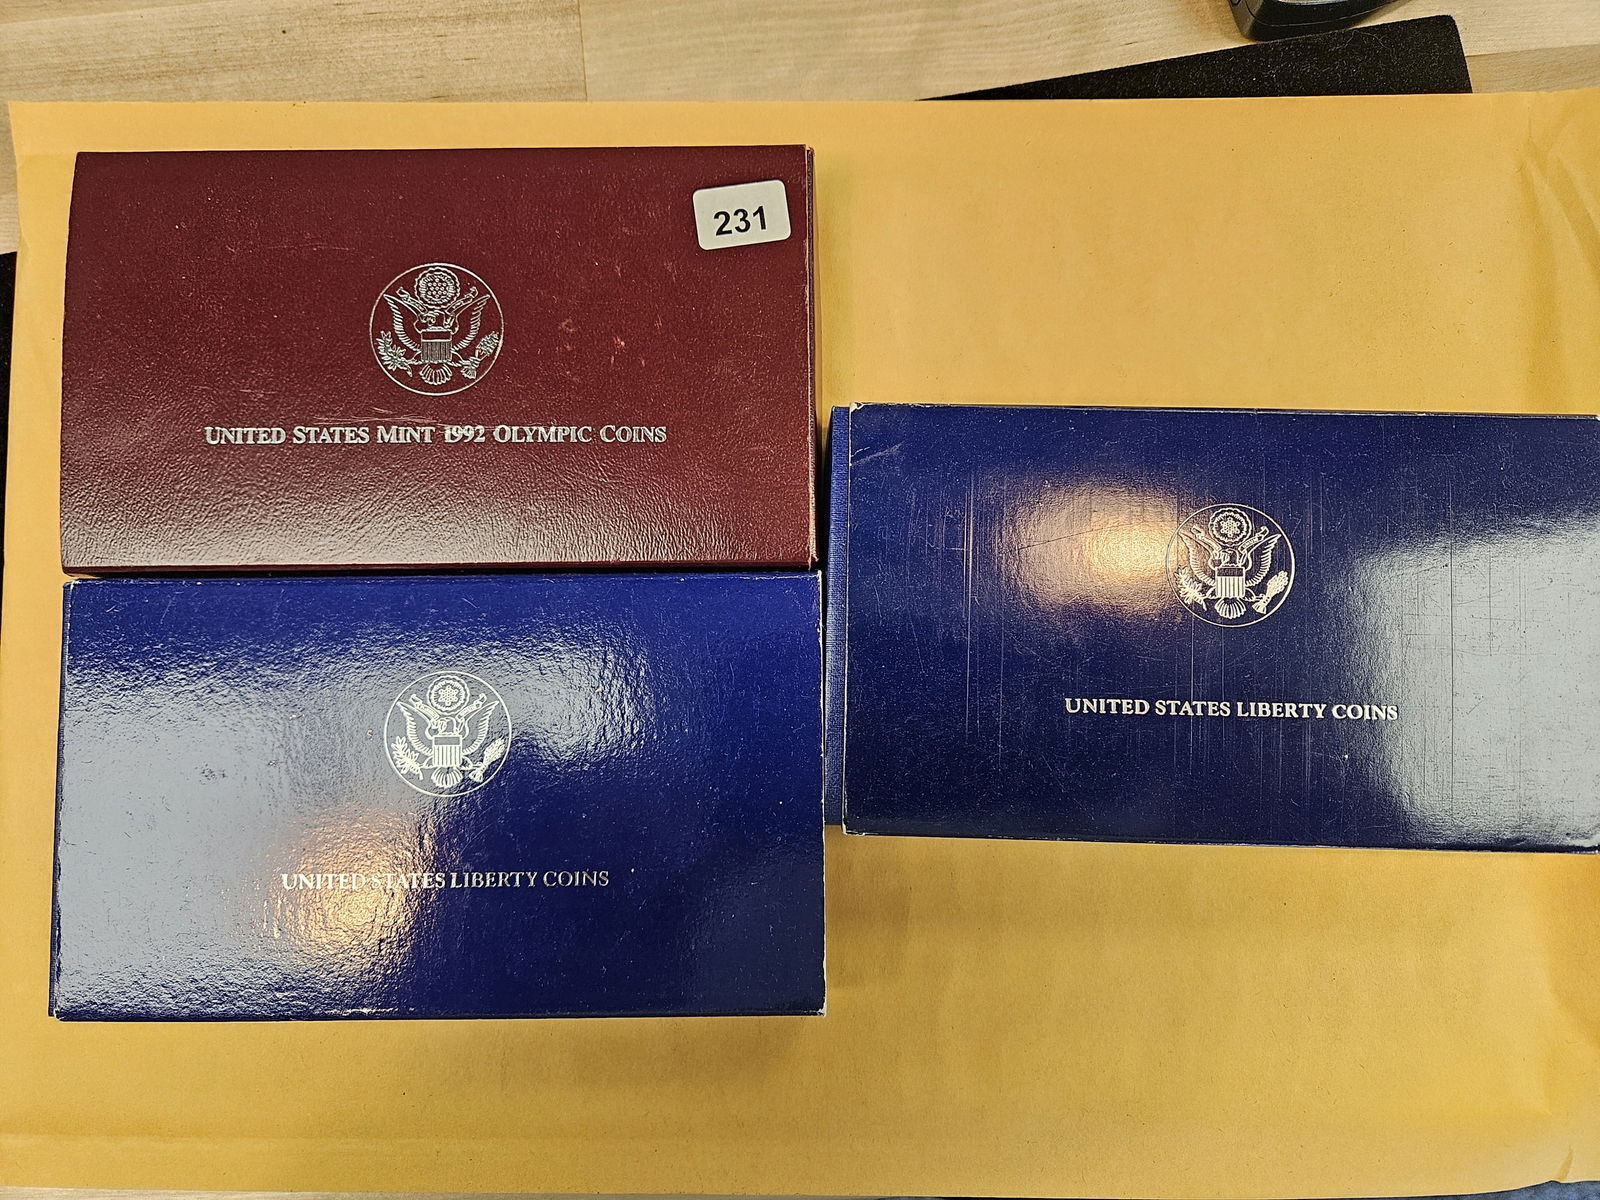 231
UNITED STATES MINT 1992 OLYMPIC COINS
UNITED STATES LIBERTY COINS
UNITED STATES LIBERTY COINS